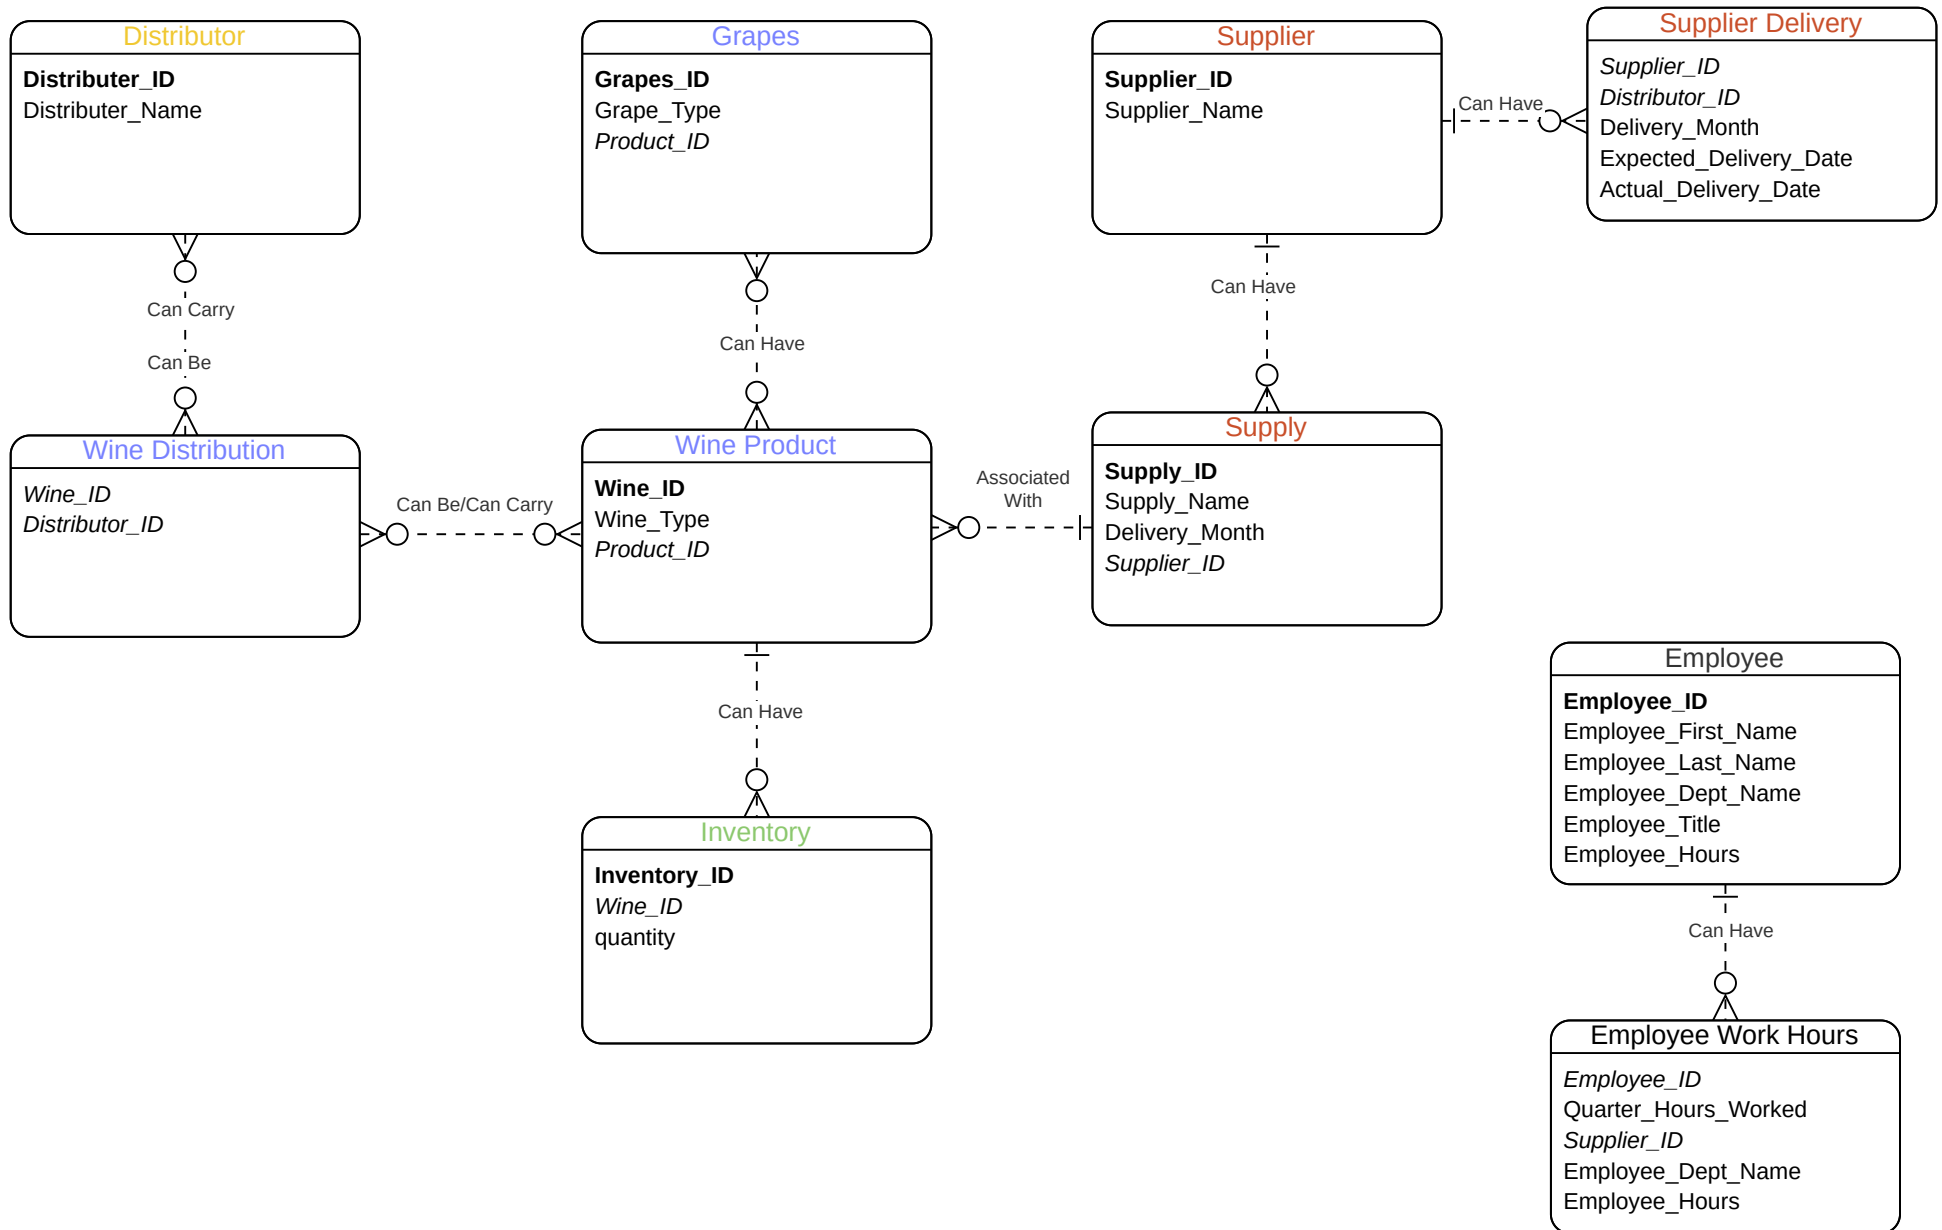 Distributor
Distributer_ID
Distributer_Name
Grapes
Grapes_ID
Grape_Type
Product_ID
Supplier
Supplier_ID
Supplier_Name
Can Have
Supplier Delivery
Supplier_ID
Distributor_ID
Delivery_Month
Expected_Delivery_Date
Actual_Delivery_Date
Can Carry
Can Be
Can Have
Can Have
Wine Distribution
Wine_ID
Distributor_ID
Can Be/Can Carry
Wine Product
Wine_ID
Wine_Type
Product_ID
Associated
With
Supply
Supply_ID
Supply_Name
Delivery_Month
Supplier_ID
Can Have
Inventory
Inventory_ID
Wine_ID
quantity
Employee
Employee_ID
Employee_First_Name
Employee_Last_Name
Employee_Dept_Name
Employee_Title
Employee_Hours
Can Have
Employee Work Hours
Employee_ID
Quarter_Hours_Worked
Supplier_ID
Employee_Dept_Name
Employee_Hours